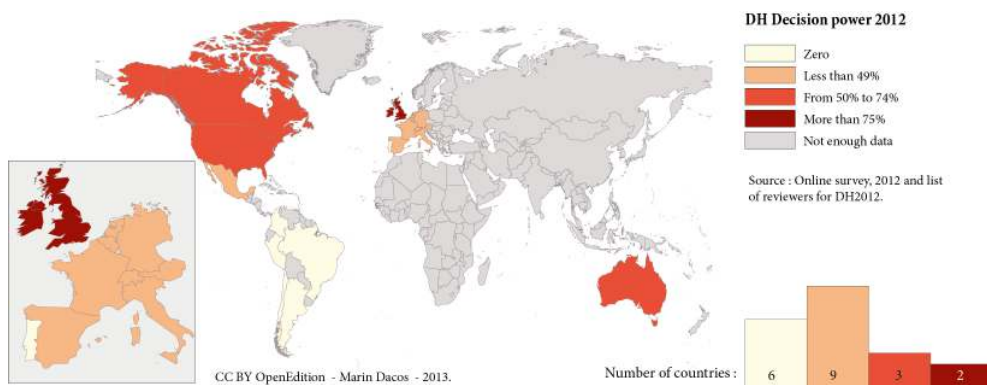 DH Decision power 2012
Zero
Less than 49%
From 50% to 74%
More than 75%
Not enough data
Source : Online survey, 2012 and list
of reviewers for DH2012.
CC BY OpenEdition - Marin Dacos - 2013.
Number of countries :
6
9
3
2